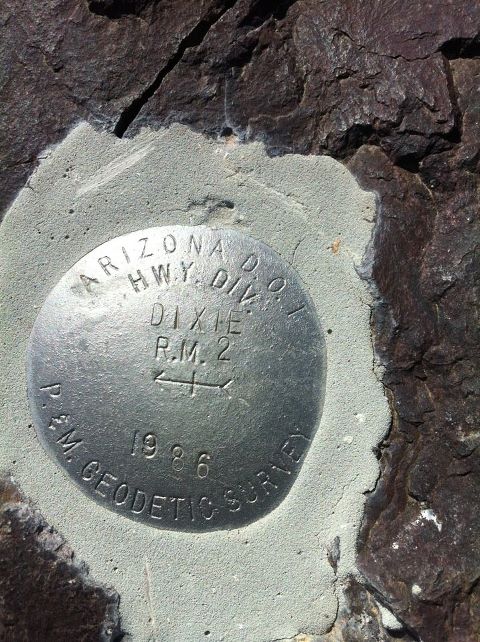 ARIZONA D.O.T
HWY. DIV.
DIXIE
R.M. 2
1986
P. & M. GEODETIC SURVEY